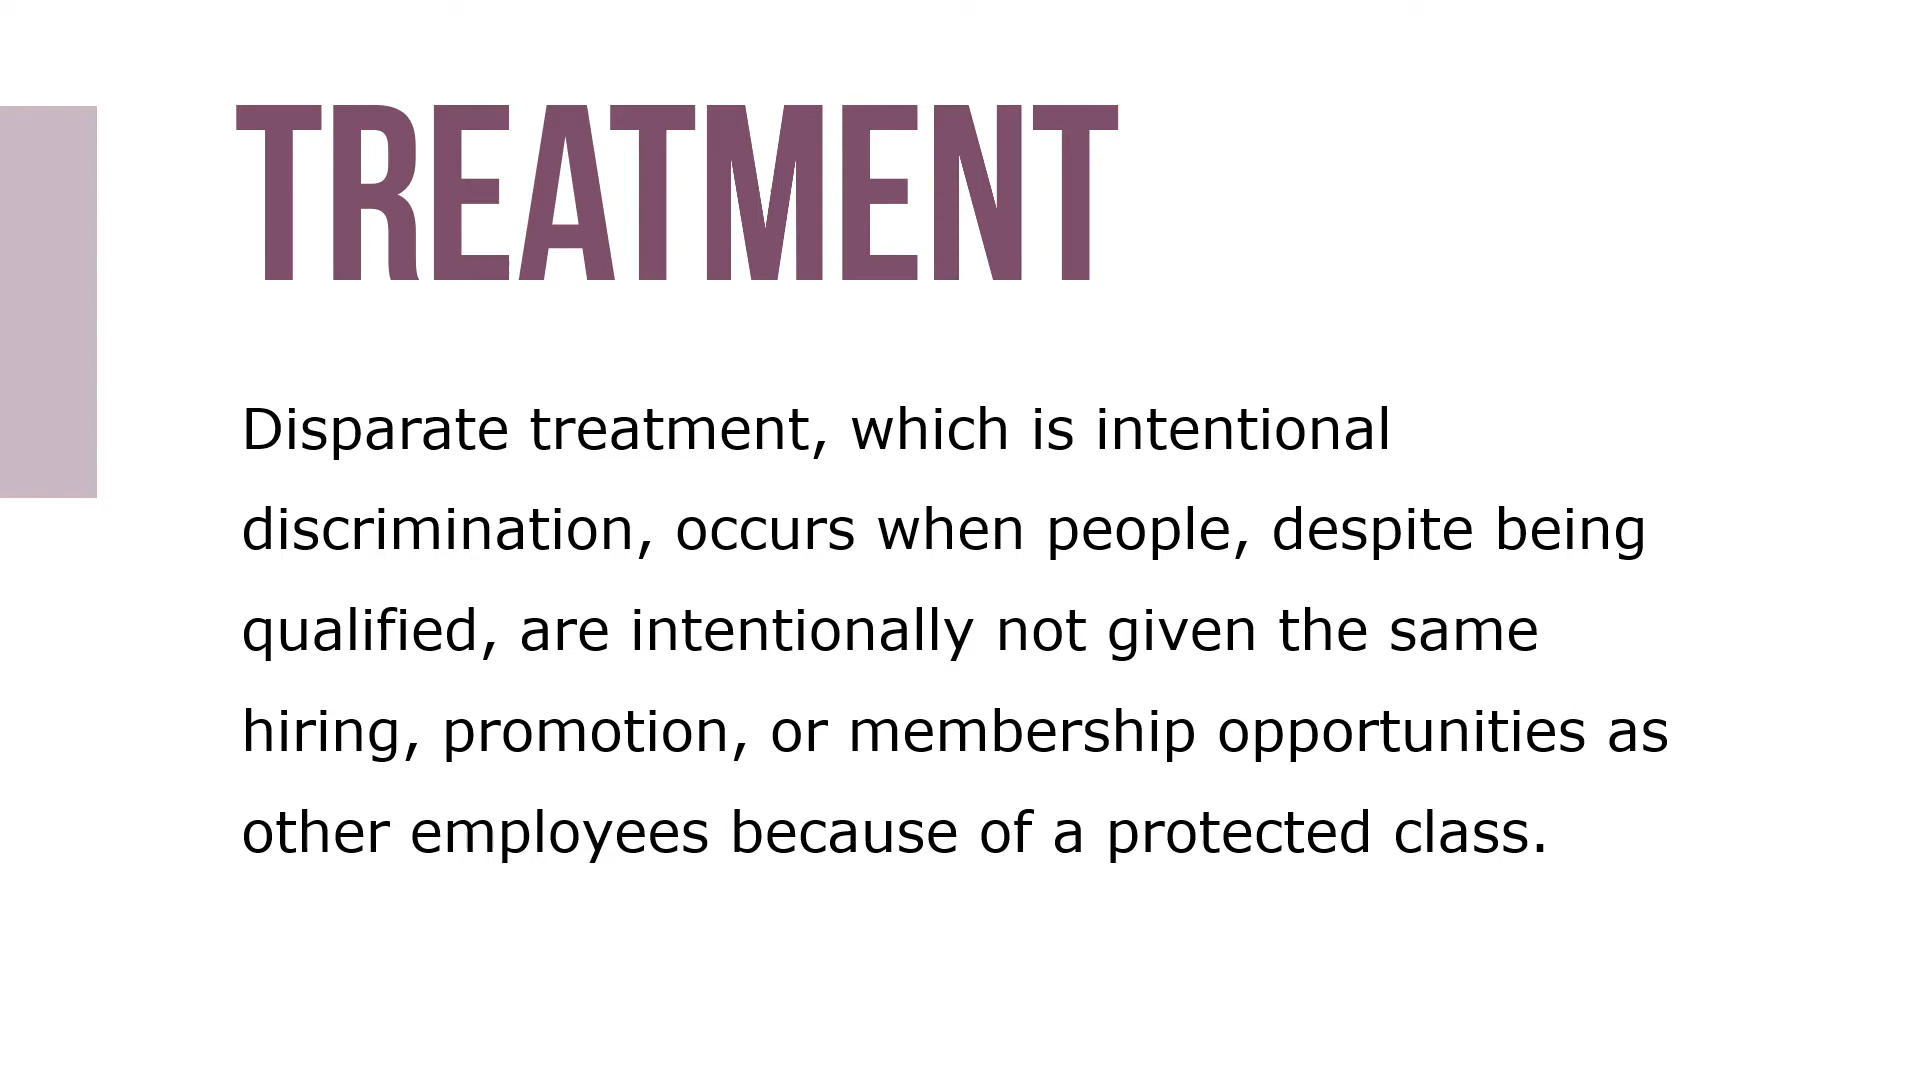 TREATMENT
Disparate treatment, which is intentional
discrimination, occurs when people, despite being
qualified, are intentionally not given the same
hiring, promotion, or membership opportunities as
other employees because of a protected class.